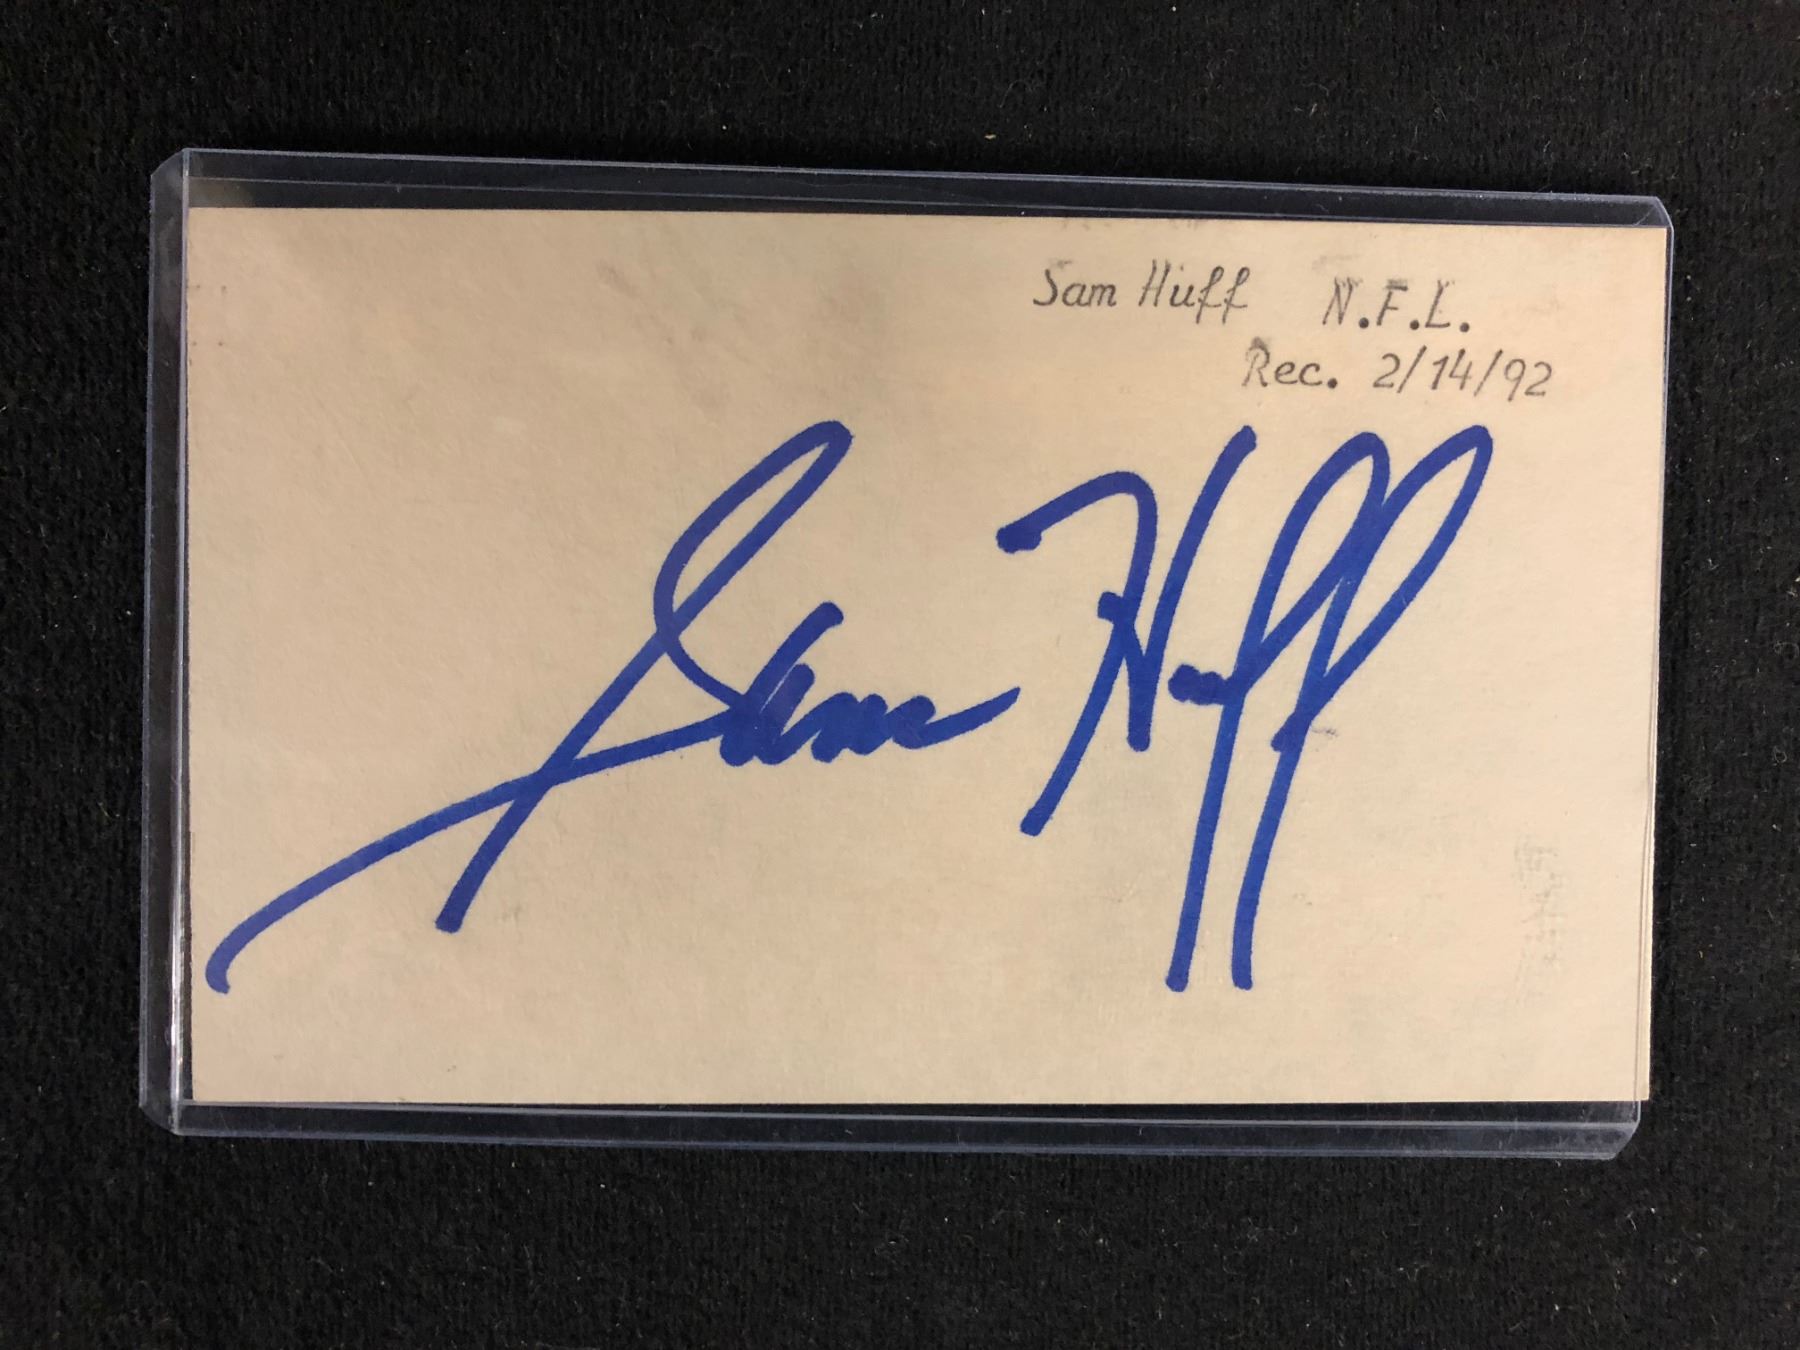 Sam Huff N.F.L.
Rec. 2/14/92
Sam Huff